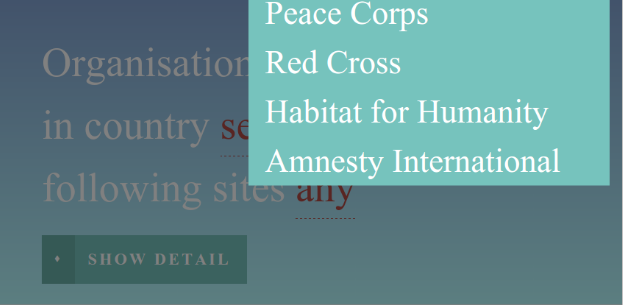 Peace Corps
Red Cross
Habitat for Humanity
Amnesty International
Organisation
in country se
following sites any
SHOW DETAIL